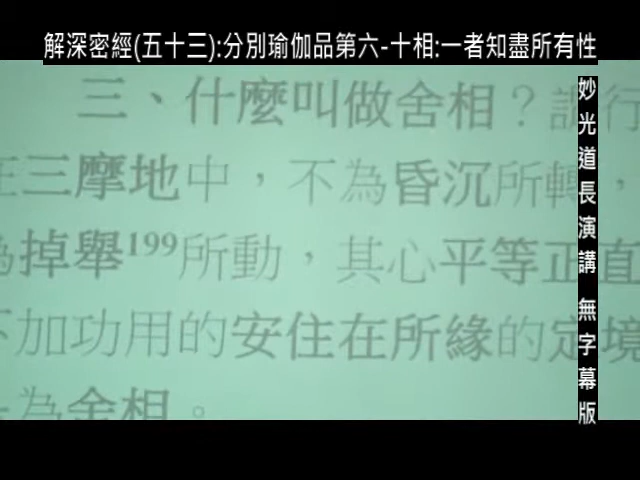 解深密經(五十三):分別瑜伽品第六-十相:一者知盡所有性
三、什麼叫做舍相?謂行
在三摩地中，不為昏沉所轉，
為掉舉199所動，其心平等正直
不加功用的安住在所緣的定境
是為舍相。
妙光道長演講 無字幕版